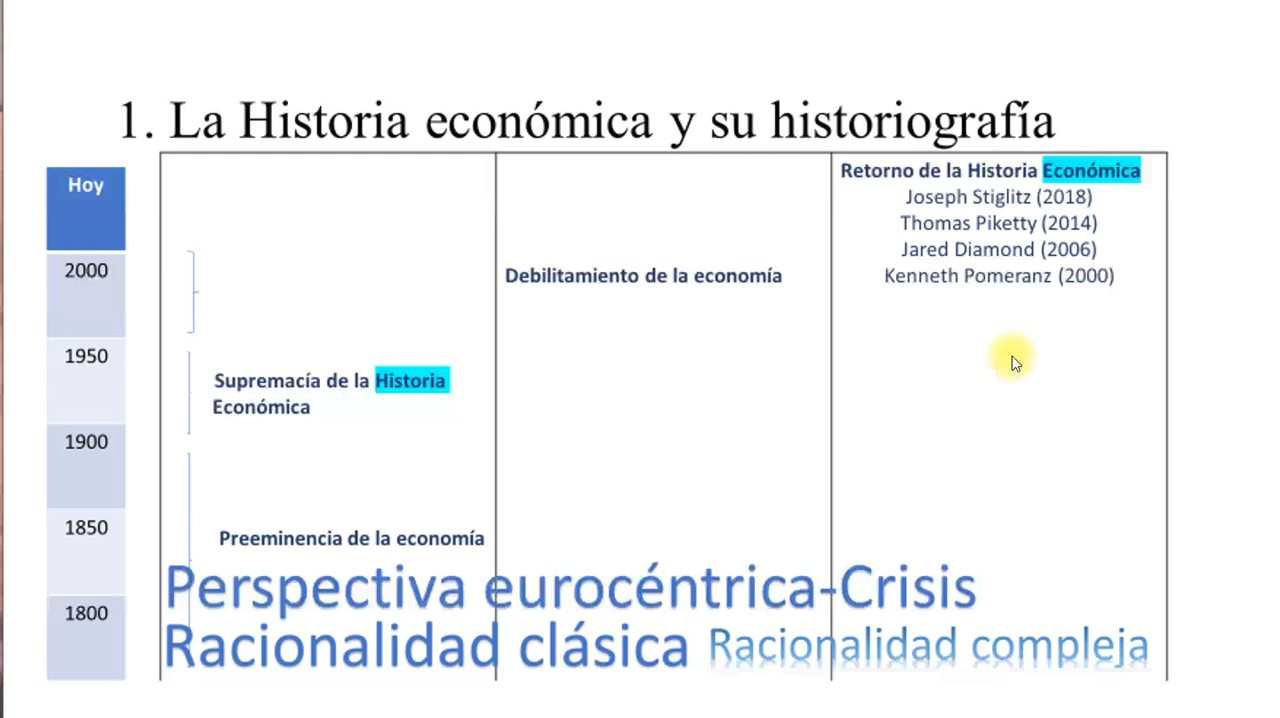 1. La Historia económica y su historiografía
Hoy
2000
1950
1900
1850
1800
Supremacía de la Historia
Económica
Preeminencia de la economía
Debilitamiento de la economía
Retorno de la Historia Económica
Joseph Stiglitz (2018)
Thomas Piketty (2014)
Jared Diamond (2006)
Kenneth Pomeranz (2000)
Perspectiva eurocéntrica-Crisis
Racionalidad clásica Racionalidad compleja